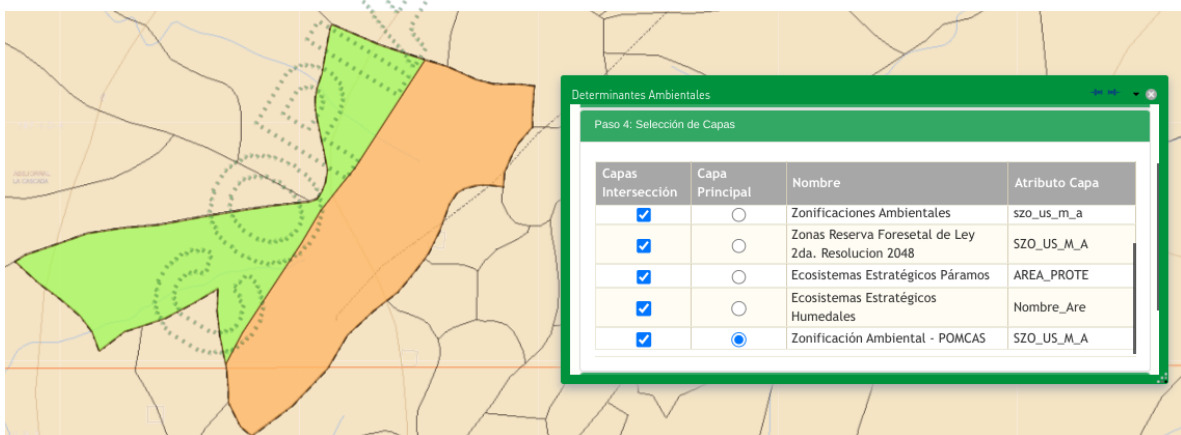 Determinantes Ambientales
Paso 4: Selección de Capas
Capas Intersección
Capa Principal
Nombre
Atributo Capa
Zonificaciones Ambientales
szo_us_m_a
Zonas Reserva Foresetal de Ley
2da. Resolucion 2048
SZO_US_M_A
Ecosistemas Estratégicos Páramos
AREA_PROTE
Ecosistemas Estratégicos
Humedales
Nombre_Are
Zonificación Ambiental - POMCAS
SZO_US_M_A
LA CASCADA